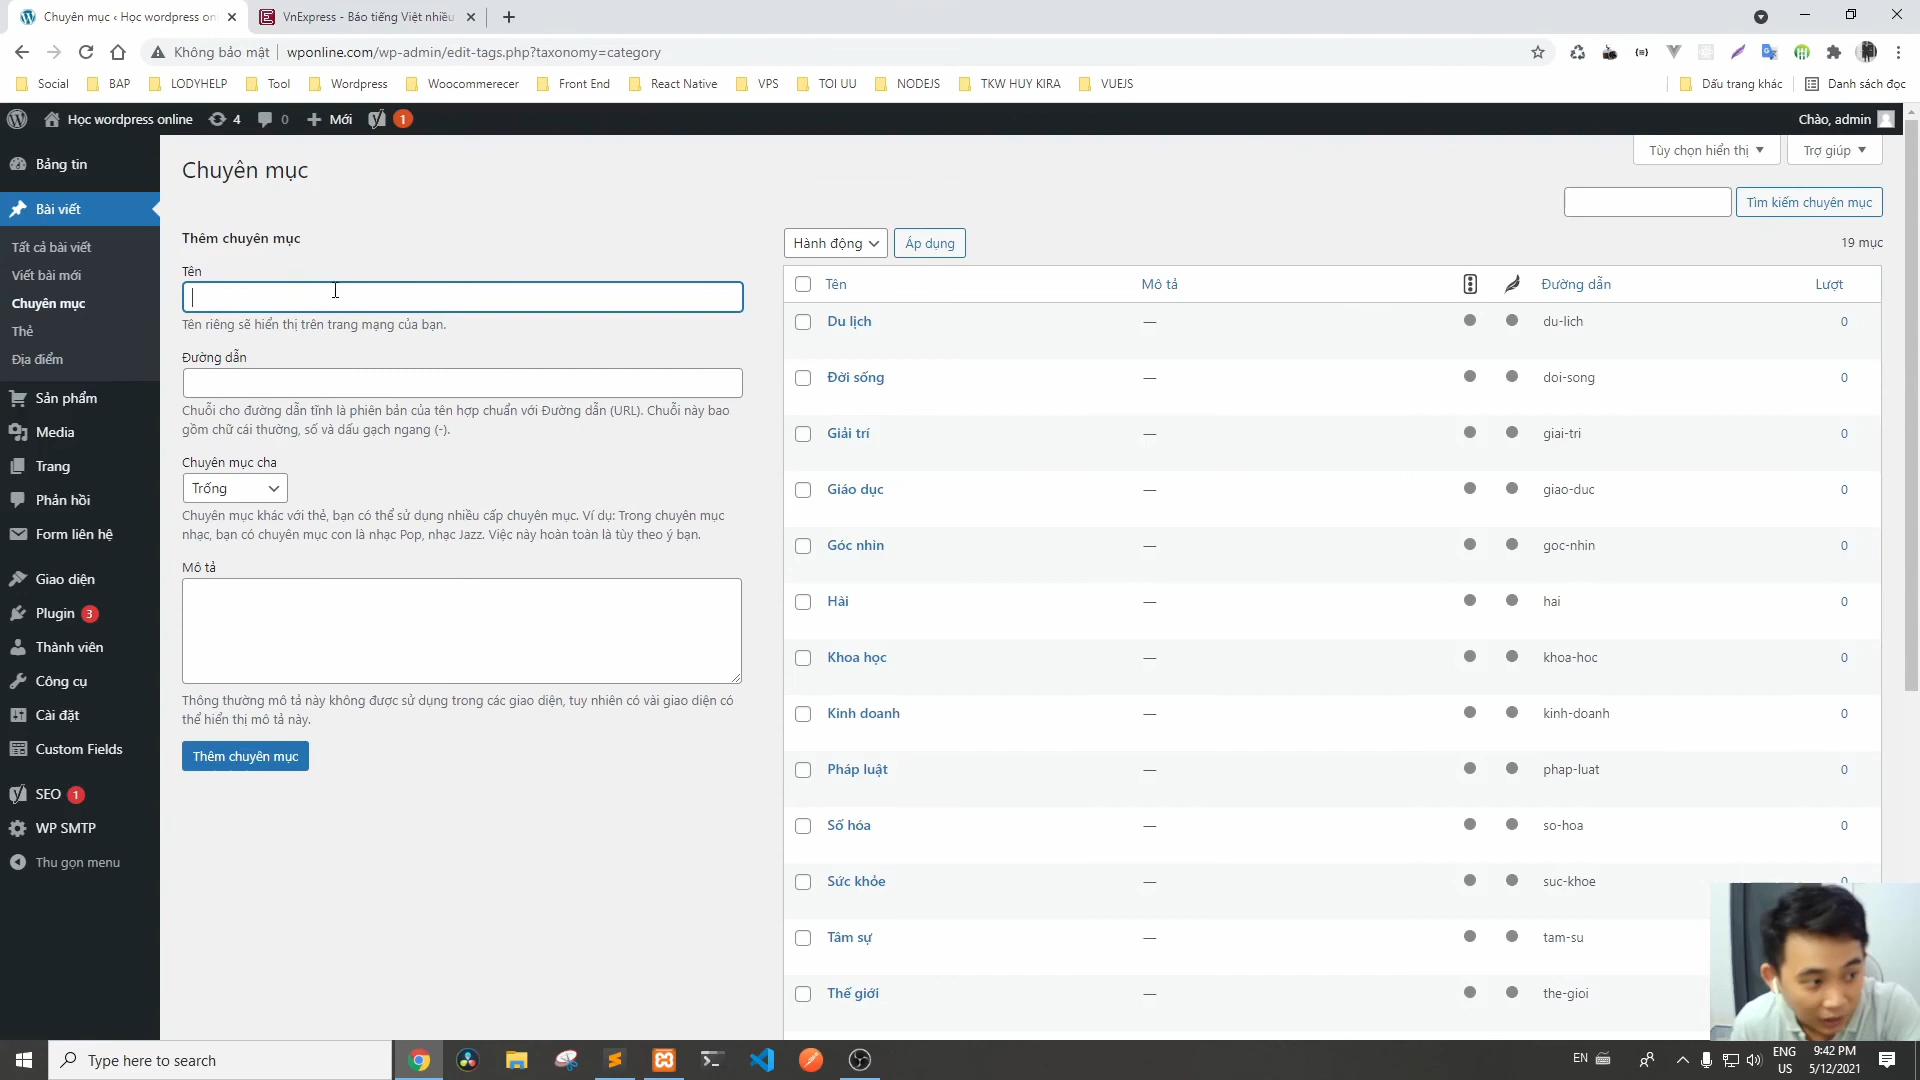 Chuyên mục ‹ Học wordpress onl
VnExpress - Báo tiếng Việt nhiều
Không bảo mật
wponline.com/wp-admin/edit-tags.php?taxonomy=category
Social
BAP
LODYHELP
Tool
Wordpress
Woocommerecer
Front End
React Native
VPS
TOI UU
NODEJS
TKW HUY KIRA
VUEJS
Dấu trang khác
Danh sách đọc
Học wordpress online
4
0
Mới
1
Chào, admin
Bảng tin
Bài viết
Tất cả bài viết
Viết bài mới
Chuyên mục
Thẻ
Địa điểm
Sản phẩm
Media
Trang
Phản hồi
Form liên hệ
Giao diện
Plugin 3
Thành viên
Công cụ
Cài đặt
Custom Fields
SEO 1
WP SMTP
Thu gọn menu
Chuyên mục
Tùy chọn hiển thị
Trợ giúp
Tìm kiếm chuyên mục
Thêm chuyên mục
Tên
Tên riêng sẽ hiển thị trên trang mạng của bạn.
Đường dẫn
Chuỗi cho đường dẫn tĩnh là phiên bản của tên hợp chuẩn với Đường dẫn (URL). Chuỗi này bao
gồm chữ cái thường, số và dấu gạch ngang (-).
Chuyên mục cha
Trống
Chuyên mục khác với thẻ, bạn có thể sử dụng nhiều cấp chuyên mục. Ví dụ: Trong chuyên mục
nhạc, bạn có chuyên mục con là nhạc Pop, nhạc Jazz. Việc này hoàn toàn là tùy theo ý bạn.
Mô tả
Thông thường mô tả này không được sử dụng trong các giao diện, tuy nhiên có vài giao diện có
thể hiển thị mô tả này.
Thêm chuyên mục
Hành động
Áp dụng
19 mục
Tên Mô tả Đường dẫn Lượt
Du lịch — du-lich 0
Đời sống — doi-song 0
Giải trí — giai-tri 0
Giáo dục — giao-duc 0
Góc nhìn — goc-nhin 0
Hài — hai 0
Khoa học — khoa-hoc 0
Kinh doanh — kinh-doanh 0
Pháp luật — phap-luat 0
Số hóa — so-hoa 0
Sức khỏe — suc-khoe 0
Tâm sự — tam-su
Thế giới — the-gioi
Type here to search
EN
ENG
US
9:42 PM
5/12/2021